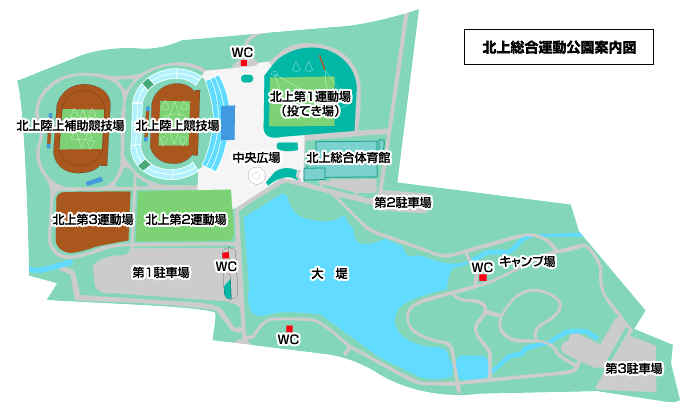 北上総合運動公園案内図
WC
北上第1運動場
(投てき場)
北上陸上補助競技場
北上陸上競技場
中央広場
北上総合体育館
第2駐車場
北上第3運動場
北上第2運動場
キャンプ場
WC
WC
第1駐車場
大 堤
WC
第3駐車場